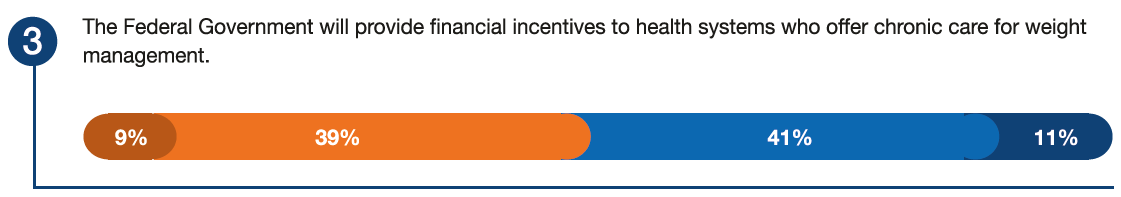 3
The Federal Government will provide financial incentives to health systems who offer chronic care for weight
management.
9% 39% 41% 11%